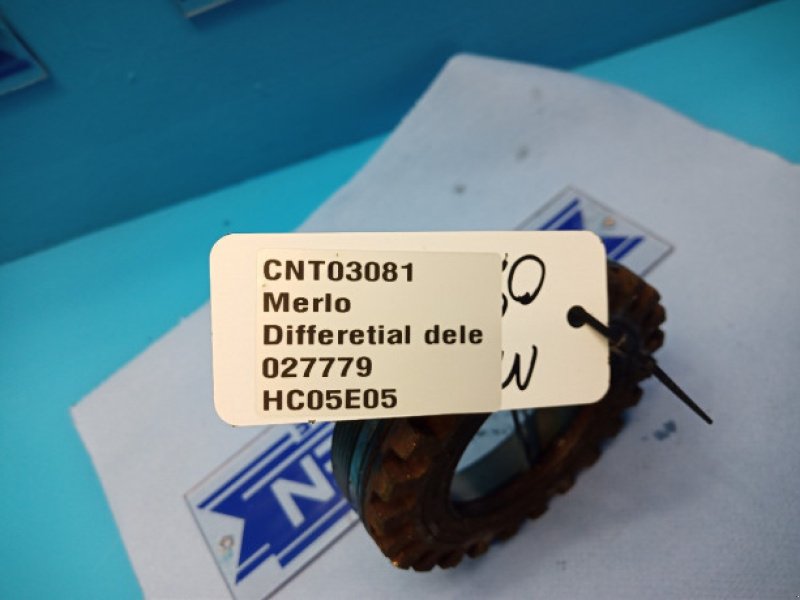 CNT03081
Merlo
Differetial dele
027779
HC05E05